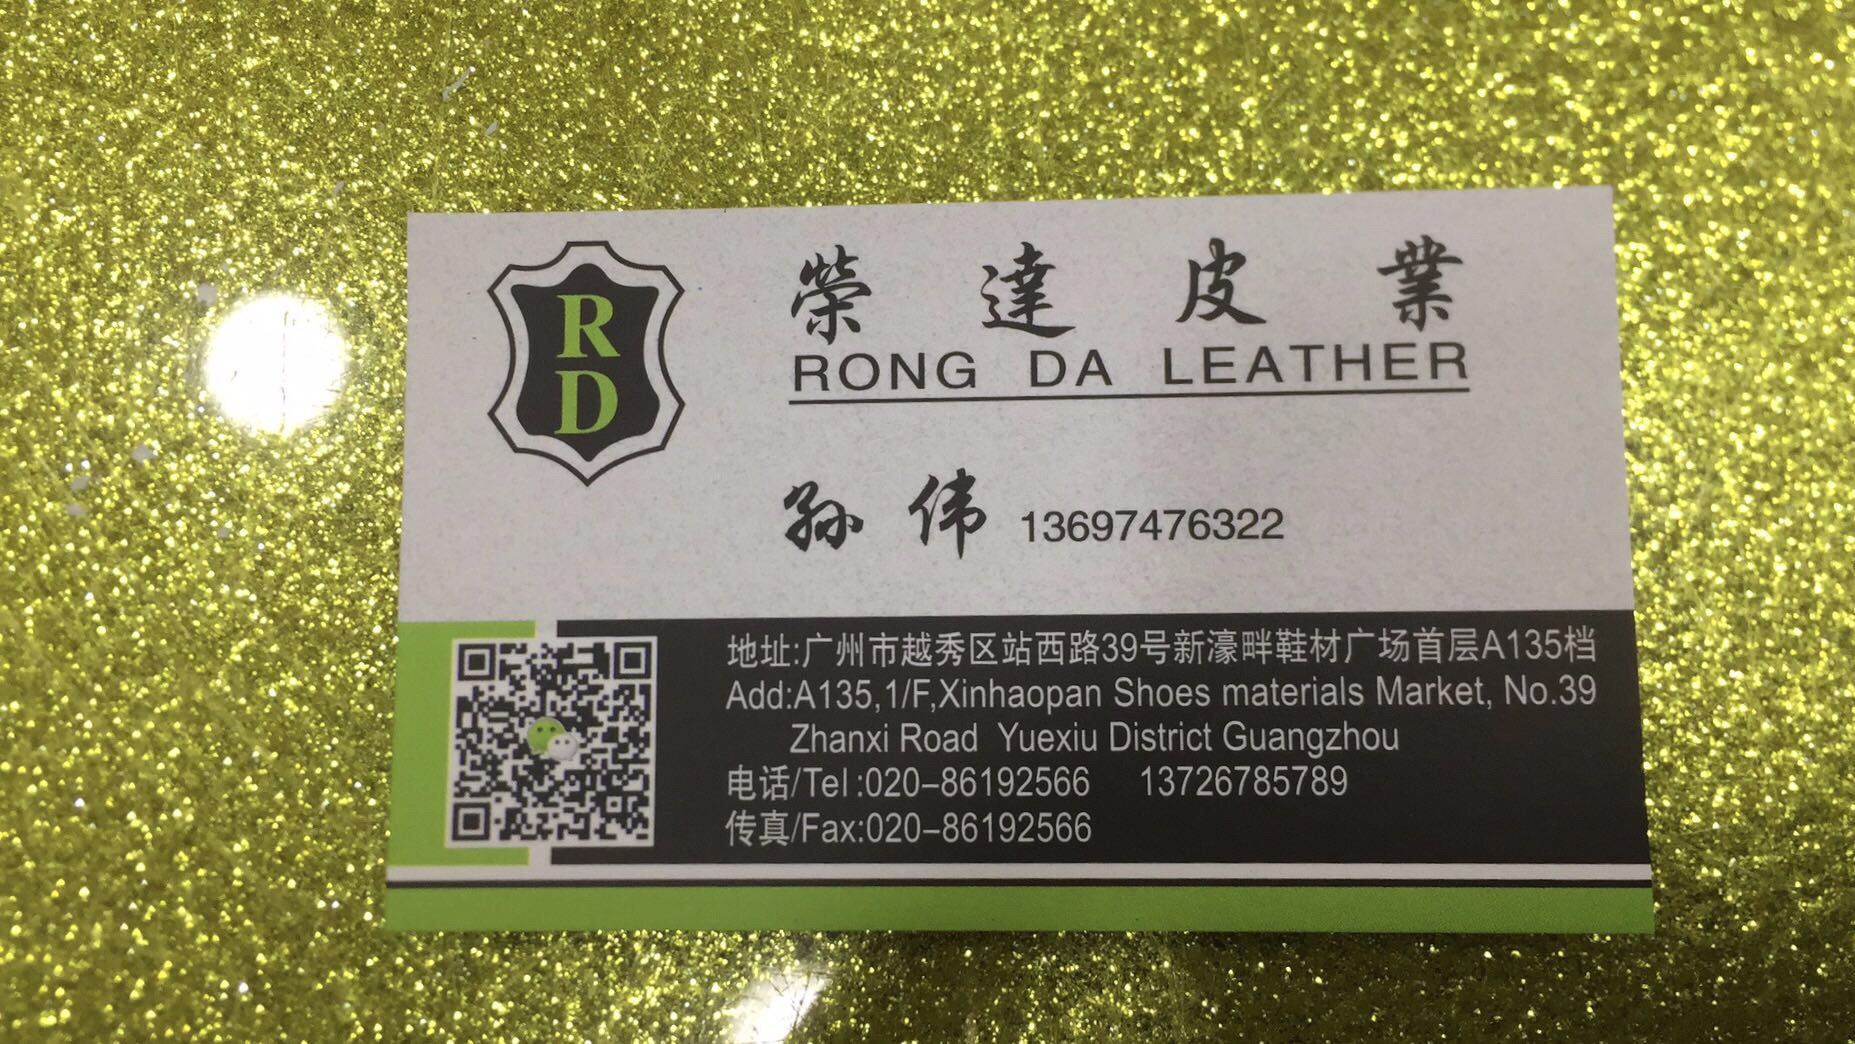 R
D
榮達皮業
RONG DA LEATHER
孙伟 13697476322
地址:广州市越秀区站西路39号新濠畔鞋材广场首层A135档
Add:A135,1/F,Xinhaopan Shoes materials Market, No.39
Zhanxi Road Yuexiu District Guangzhou
电话/Tel:020-86192566 13726785789
传真/Fax:020-86192566